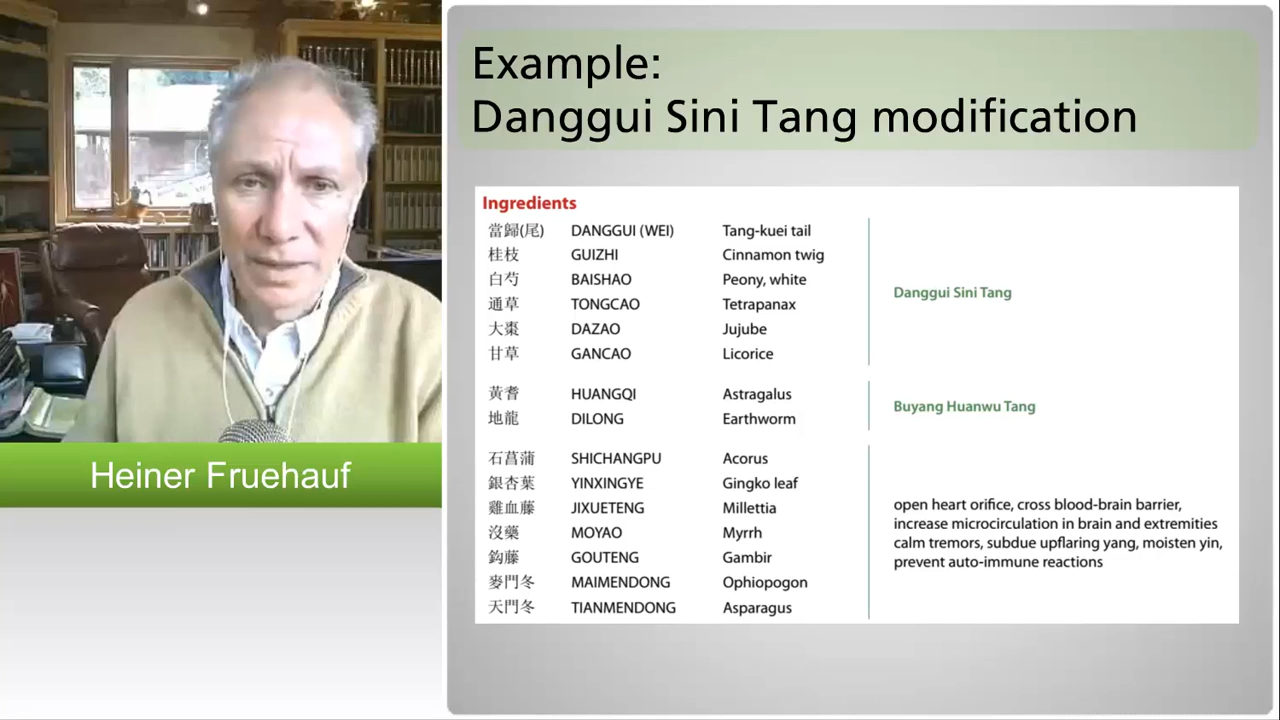 Example:
Danggui Sini Tang modification
Ingredients
當歸(尾) DANGGUI (WEI) Tang-kuei tail
桂枝 GUIZHI Cinnamon twig
白芍 BAISHAO Peony, white
通草 TONGCAO Tetrapanax
大棗 DAZAO Jujube
甘草 GANCAO Licorice
Danggui Sini Tang
黃耆 HUANGQI Astragalus
地龍 DILONG Earthworm
Buyang Huanwu Tang
石菖蒲 SHICHANGPU Acorus
銀杏葉 YINXINGYE Gingko leaf
雞血藤 JIXUETENG Millettia
沒藥 MOYAO Myrrh
鈎藤 GOUTENG Gambir
麥門冬 MAIMENDONG Ophiopogon
天門冬 TIANMENDONG Asparagus
open heart orifice, cross blood-brain barrier,
increase microcirculation in brain and extremities
calm tremors, subdue upflaring yang, moisten yin,
prevent auto-immune reactions
Heiner Fruehauf